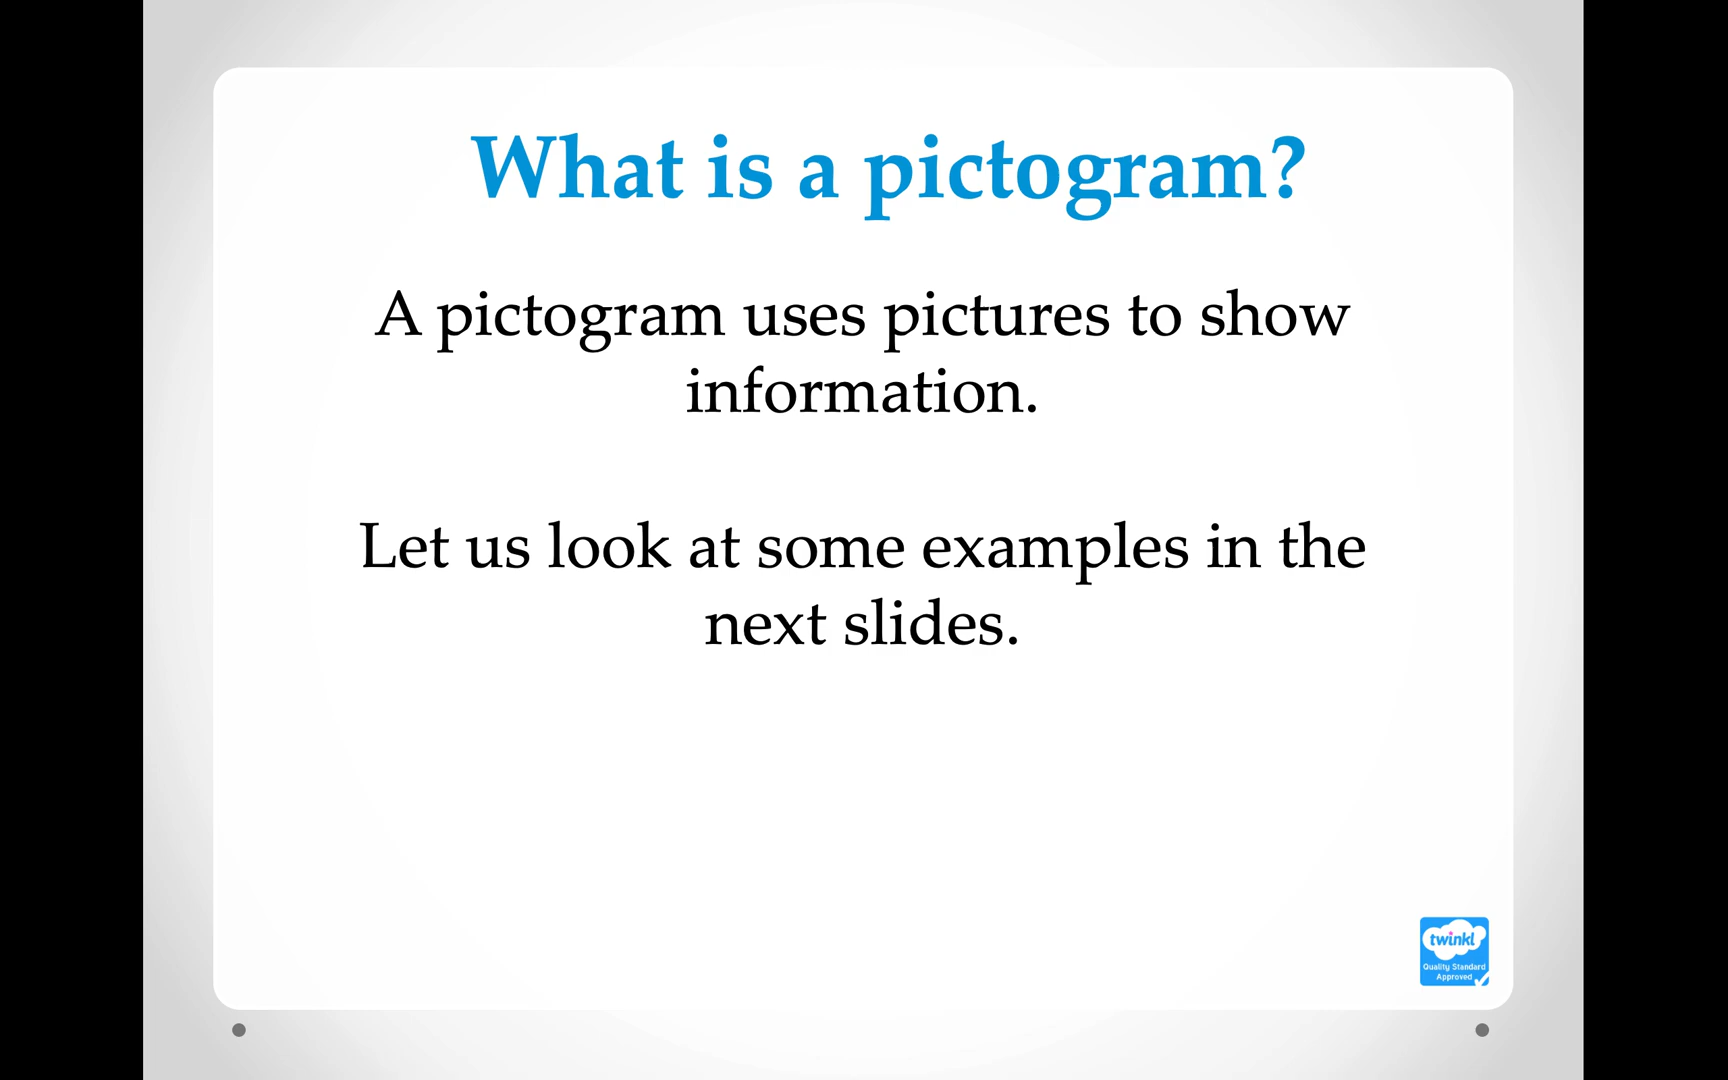 What is a pictogram?
A pictogram uses pictures to show
information.
Let us look at some examples in the
next slides.
twinkl
Quality Standard
Approved